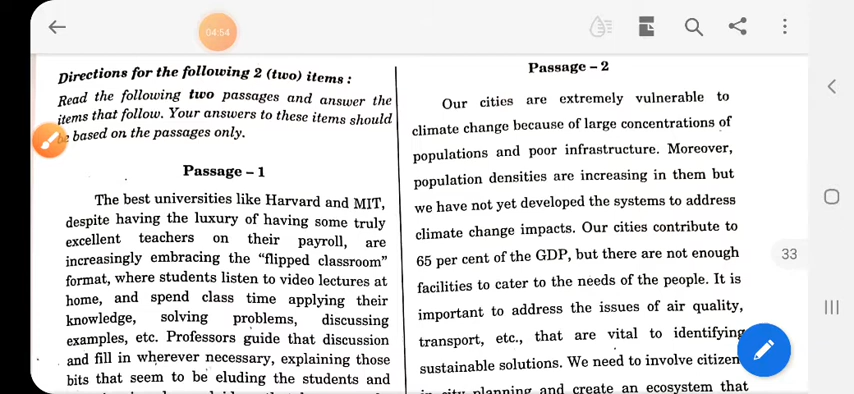 04:54
Directions for the following 2 (two) items :
Read the following two passages and answer the
items that follow. Your answers to these items should
be based on the passages only.
Passage – 1
The best universities like Harvard and MIT,
despite having the luxury of having some truly
excellent teachers on their payroll, are
increasingly embracing the “flipped classroom”
format, where students listen to video lectures at
home, and spend class time applying their
knowledge, solving problems, discussing
examples, etc. Professors guide that discussion
and fill in wherever necessary, explaining those
bits that seem to be eluding the students and
Passage – 2
Our cities are extremely vulnerable to
climate change because of large concentrations of
populations and poor infrastructure. Moreover,
population densities are increasing in them but
we have not yet developed the systems to address
climate change impacts. Our cities contribute to
65 per cent of the GDP, but there are not enough
facilities to cater to the needs of the people. It is
important to address the issues of air quality,
transport, etc., that are vital to identifying
sustainable solutions. We need to involve citizen
in city planning and create an ecosystem that
33